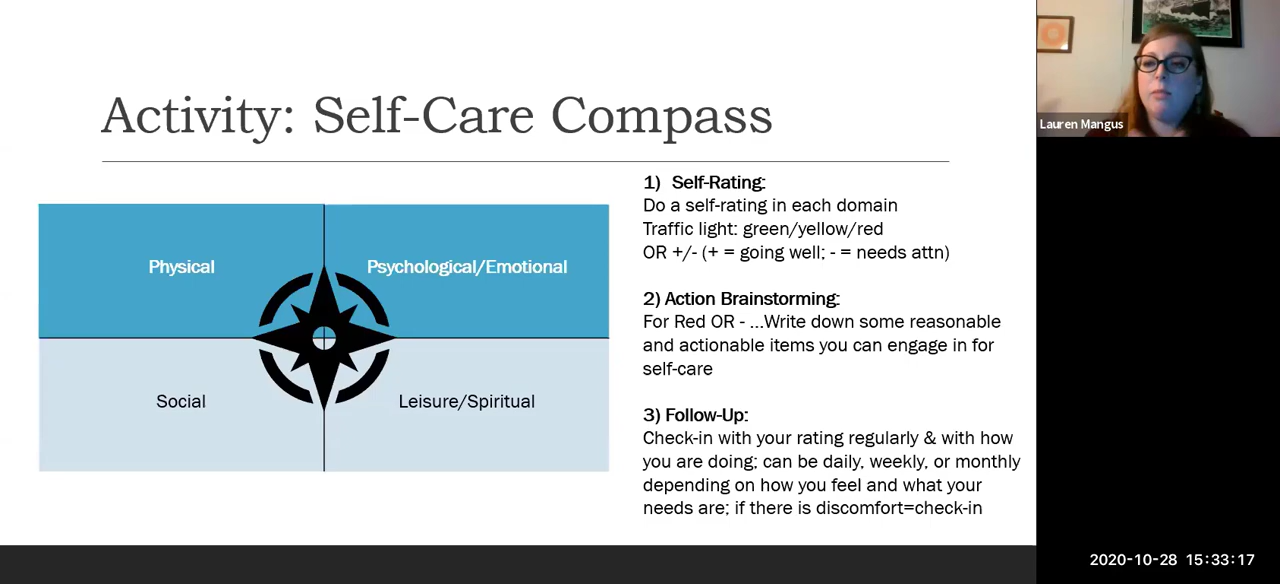 Activity: Self-Care Compass
Physical
Psychological/Emotional
Social
Leisure/Spiritual
1) Self-Rating:
Do a self-rating in each domain
Traffic light: green/yellow/red
OR +/- (+ = going well; - = needs attn)
2) Action Brainstorming:
For Red OR - ...Write down some reasonable
and actionable items you can engage in for
self-care
3) Follow-Up:
Check-in with your rating regularly & with how
you are doing; can be daily, weekly, or monthly
depending on how you feel and what your
needs are; if there is discomfort=check-in
Lauren Mangus
2020-10-28 15:33:17